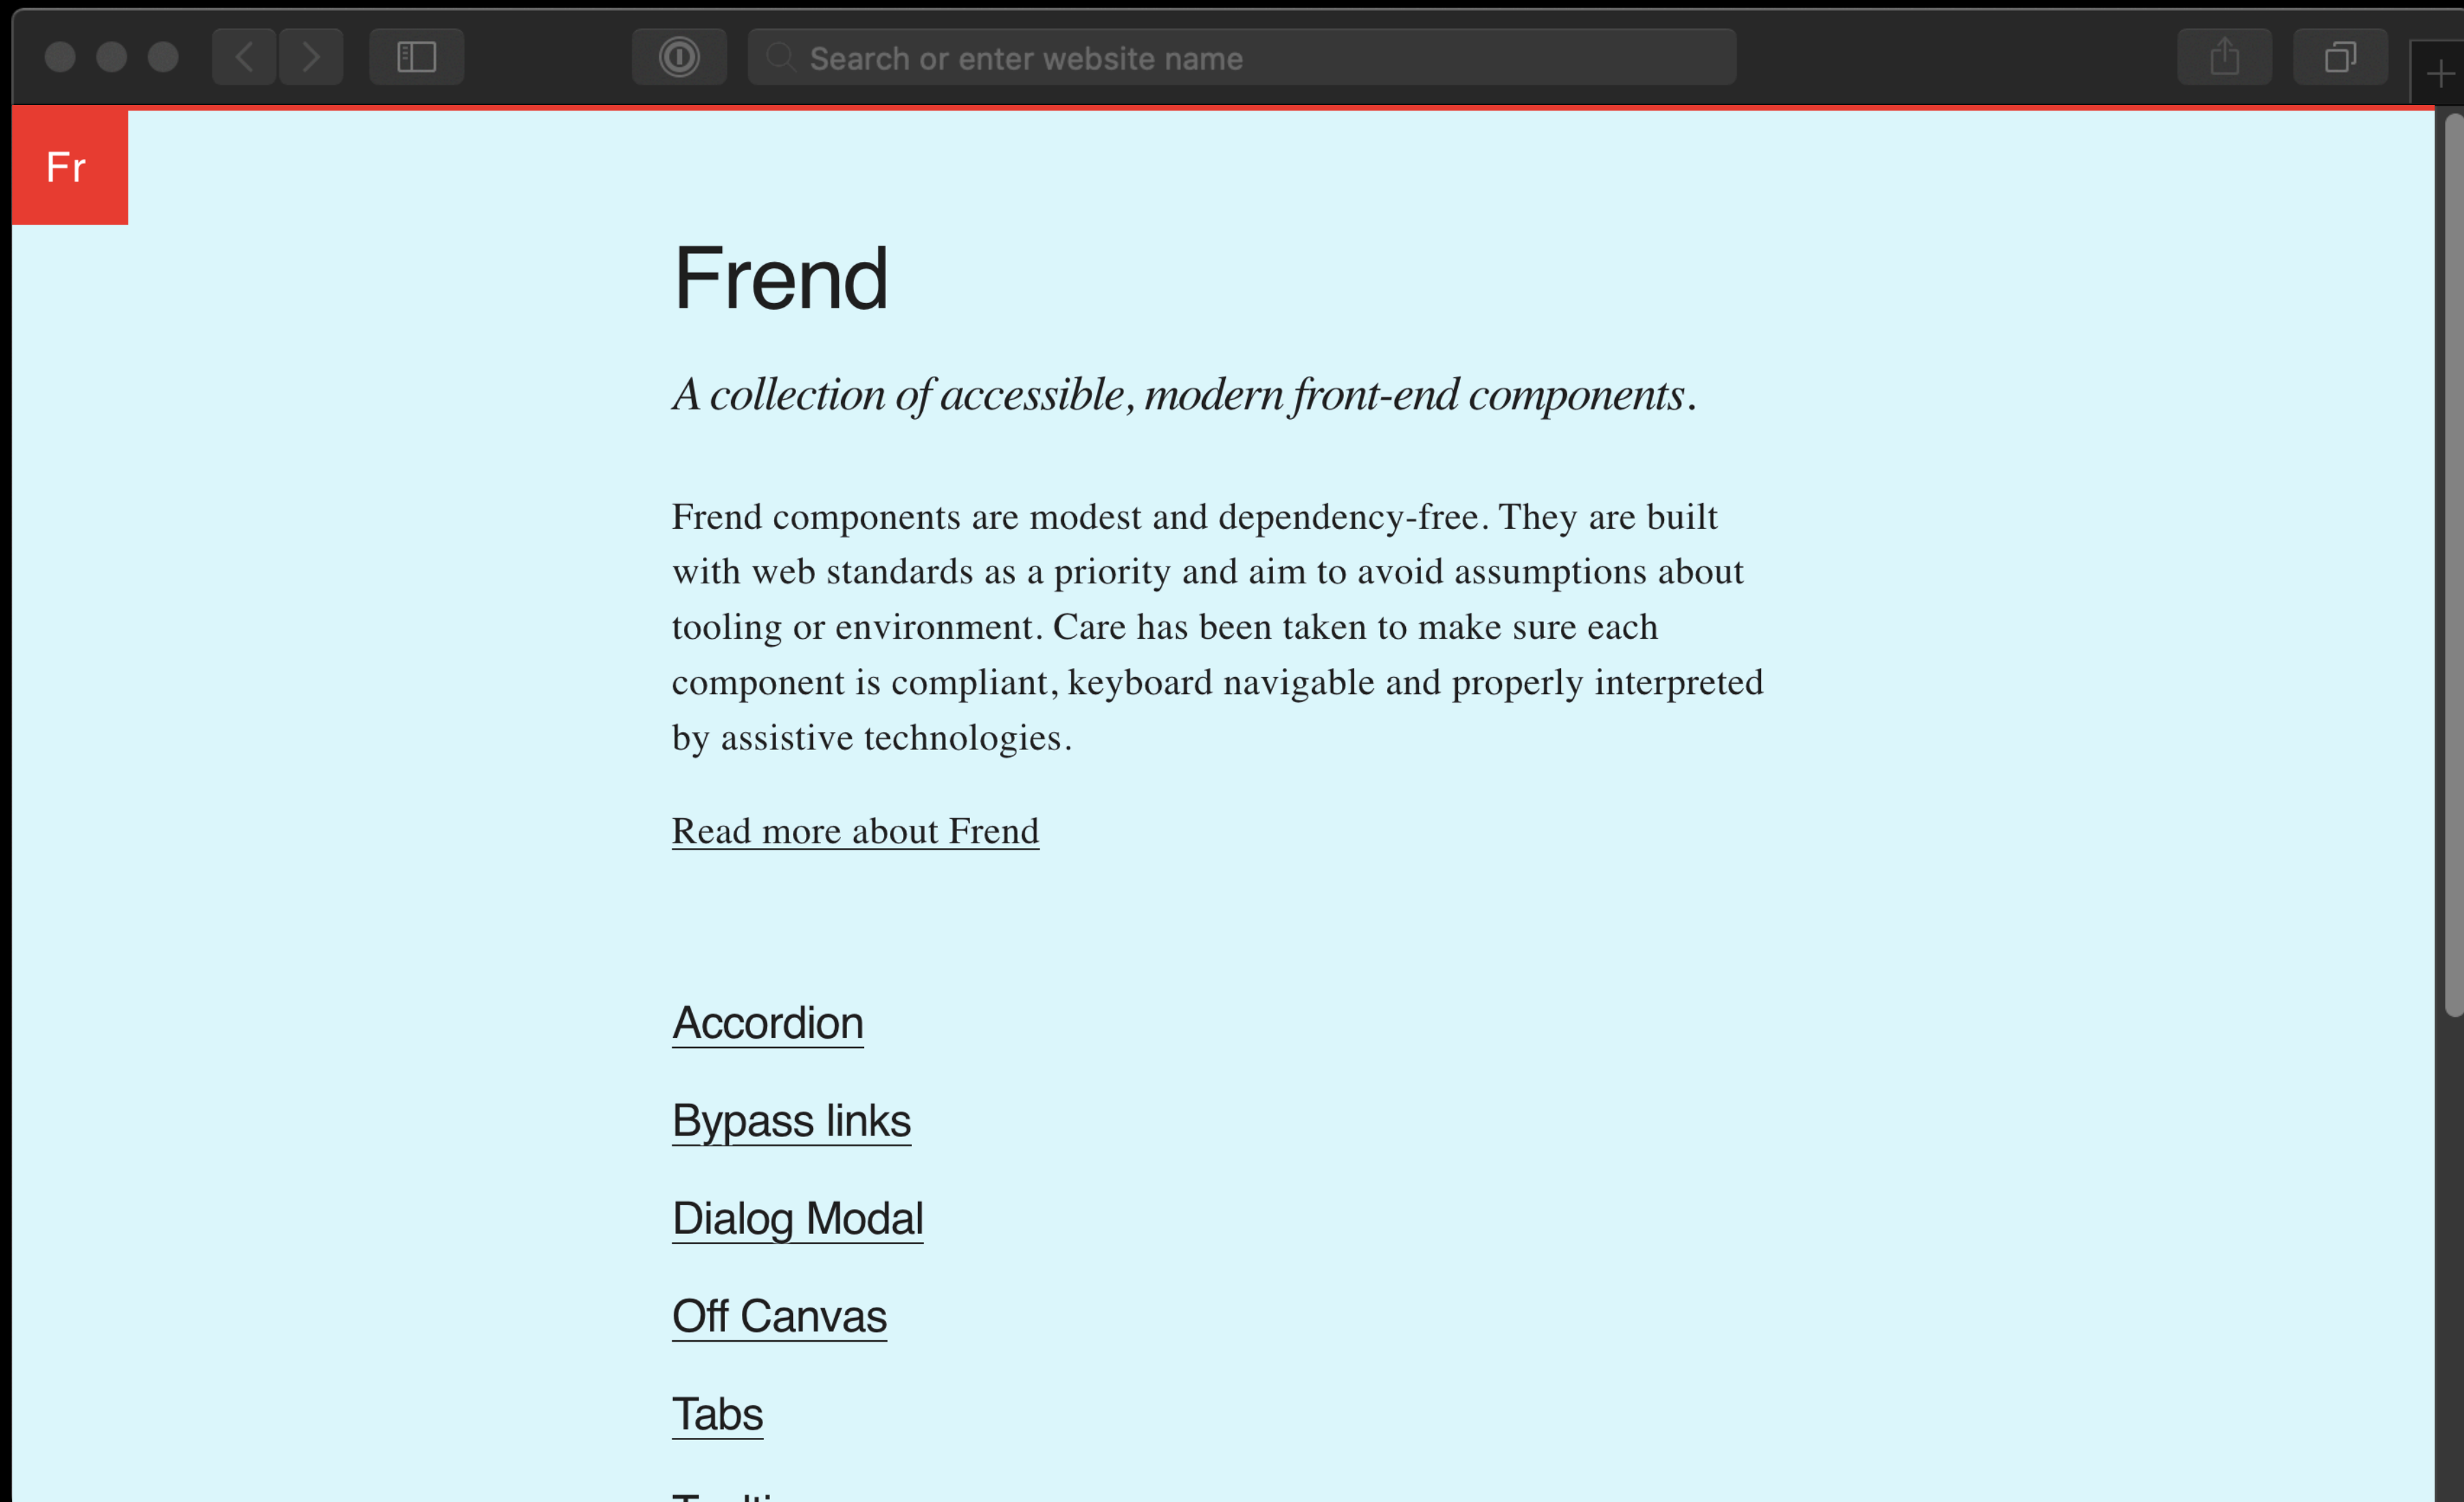 Search or enter website name
Fr
Frend
A collection of accessible, modern front-end components.
Frend components are modest and dependency-free. They are built
with web standards as a priority and aim to avoid assumptions about
tooling or environment. Care has been taken to make sure each
component is compliant, keyboard navigable and properly interpreted
by assistive technologies.
Read more about Frend
Accordion
Bypass links
Dialog Modal
Off Canvas
Tabs